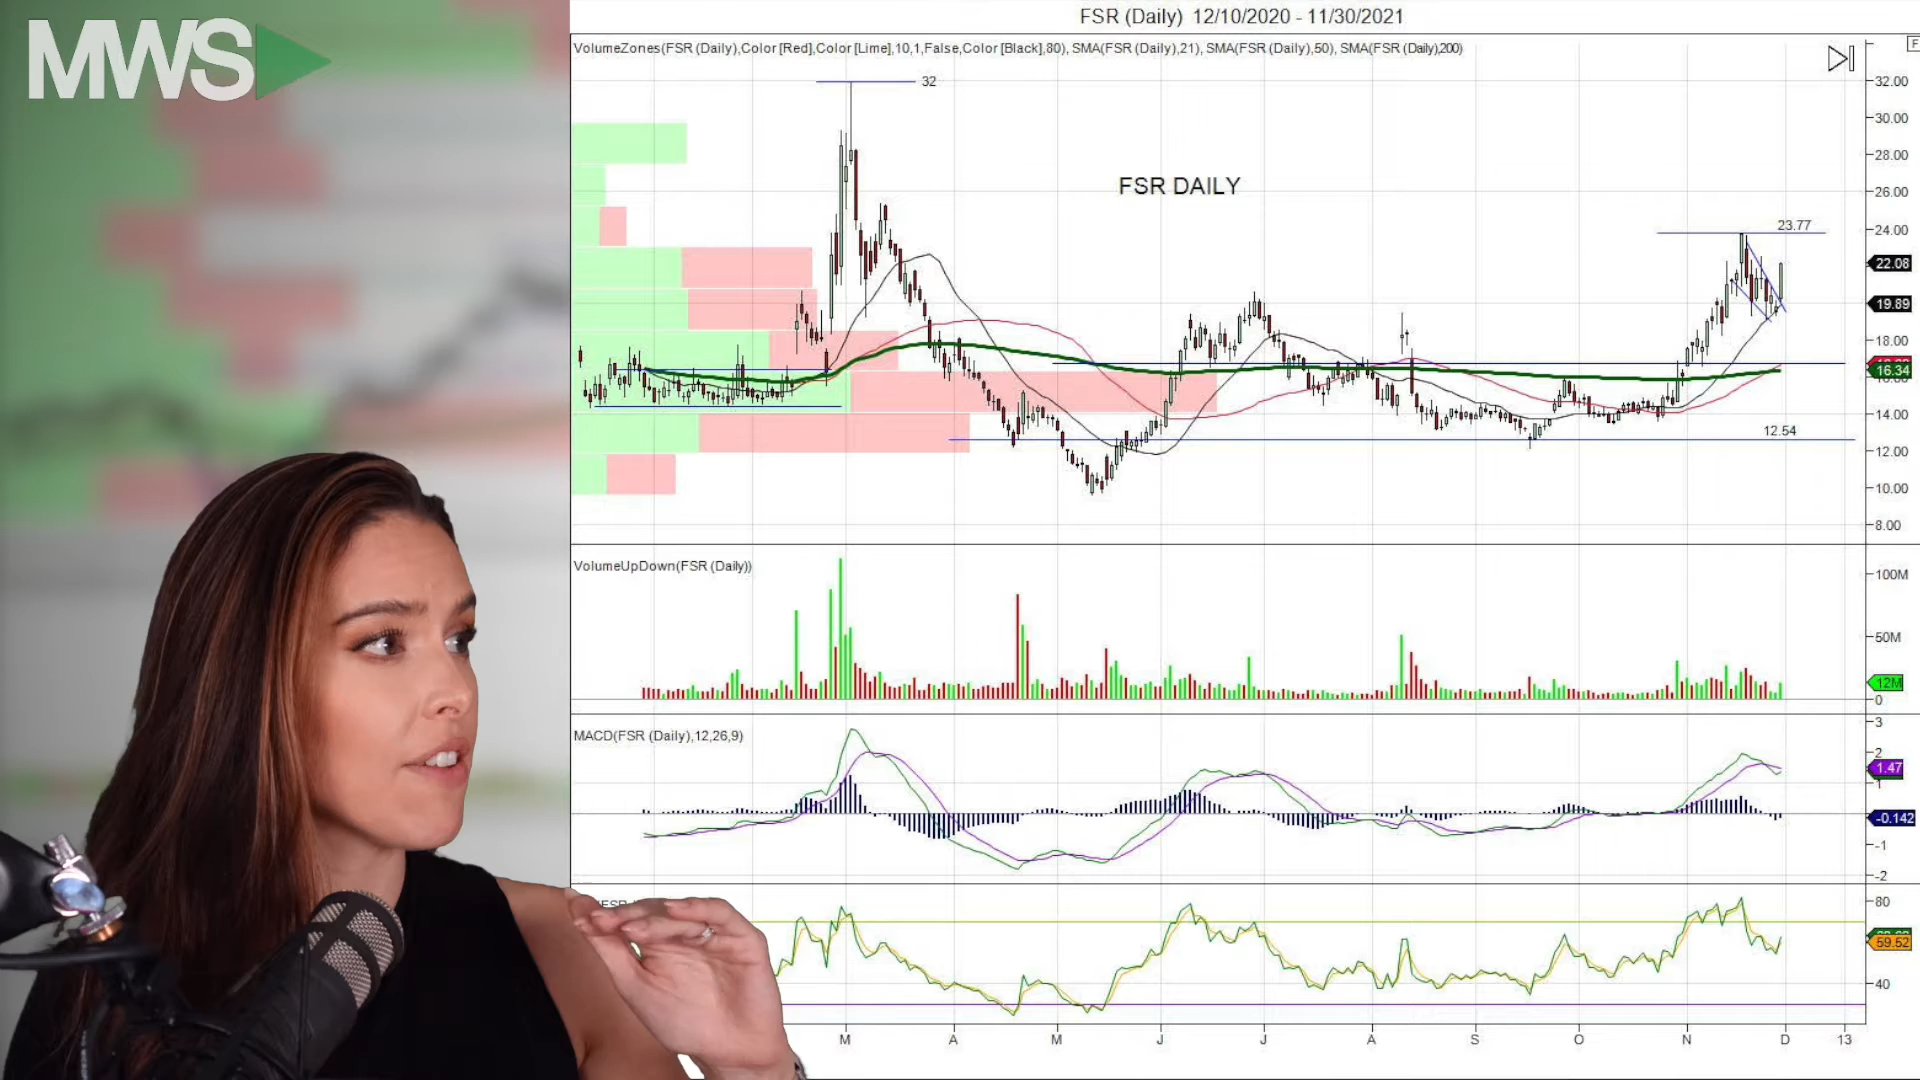 MWS
FSR (Daily) 12/10/2020 - 11/30/2021
VolumeZones(FSR (Daily),Color [Red],Color [Lime],10,1,False,Color [Black],80), SMA(FSR (Daily),21), SMA(FSR (Daily),50), SMA(FSR (Daily),200)
F
32
32.00
30.00
28.00
FSR DAILY
26.00
23.77
24.00
22.08
19.89
18.00
16.34
14.00
12.54
12.00
10.00
8.00
VolumeUpDown(FSR (Daily))
100M
50M
12M
0
MACD(FSR (Daily),12,26,9)
3
2
1.47
1
-0.142
-1
-2
80
59.52
40
M A M J J A S O N D 13